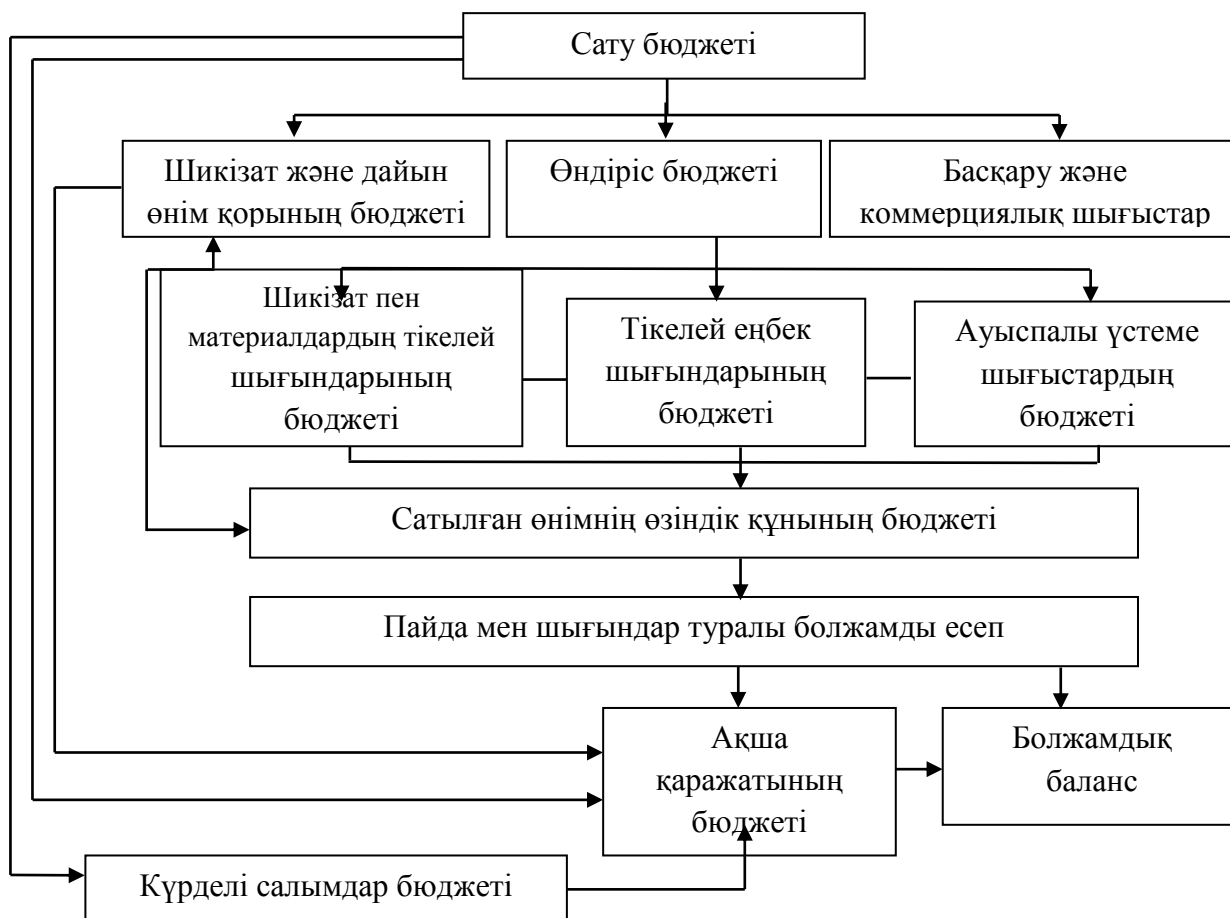 Сату бюджеті
Шикізат және дайын
өнім қорының бюджеті
Өндіріс бюджеті
Басқару және
коммерциялық шығыстар
Шикізат пен
материалдардың тікелей
шығындарының
бюджеті
Тікелей еңбек
шығындарының
бюджеті
Ауыспалы үстеме
шығыстардың
бюджеті
Сатылған өнімнің өзіндік құнының бюджеті
Пайда мен шығындар туралы болжамды есеп
Ақша
қаражатының
бюджеті
Болжамдық
баланс
Күрделі салымдар бюджеті